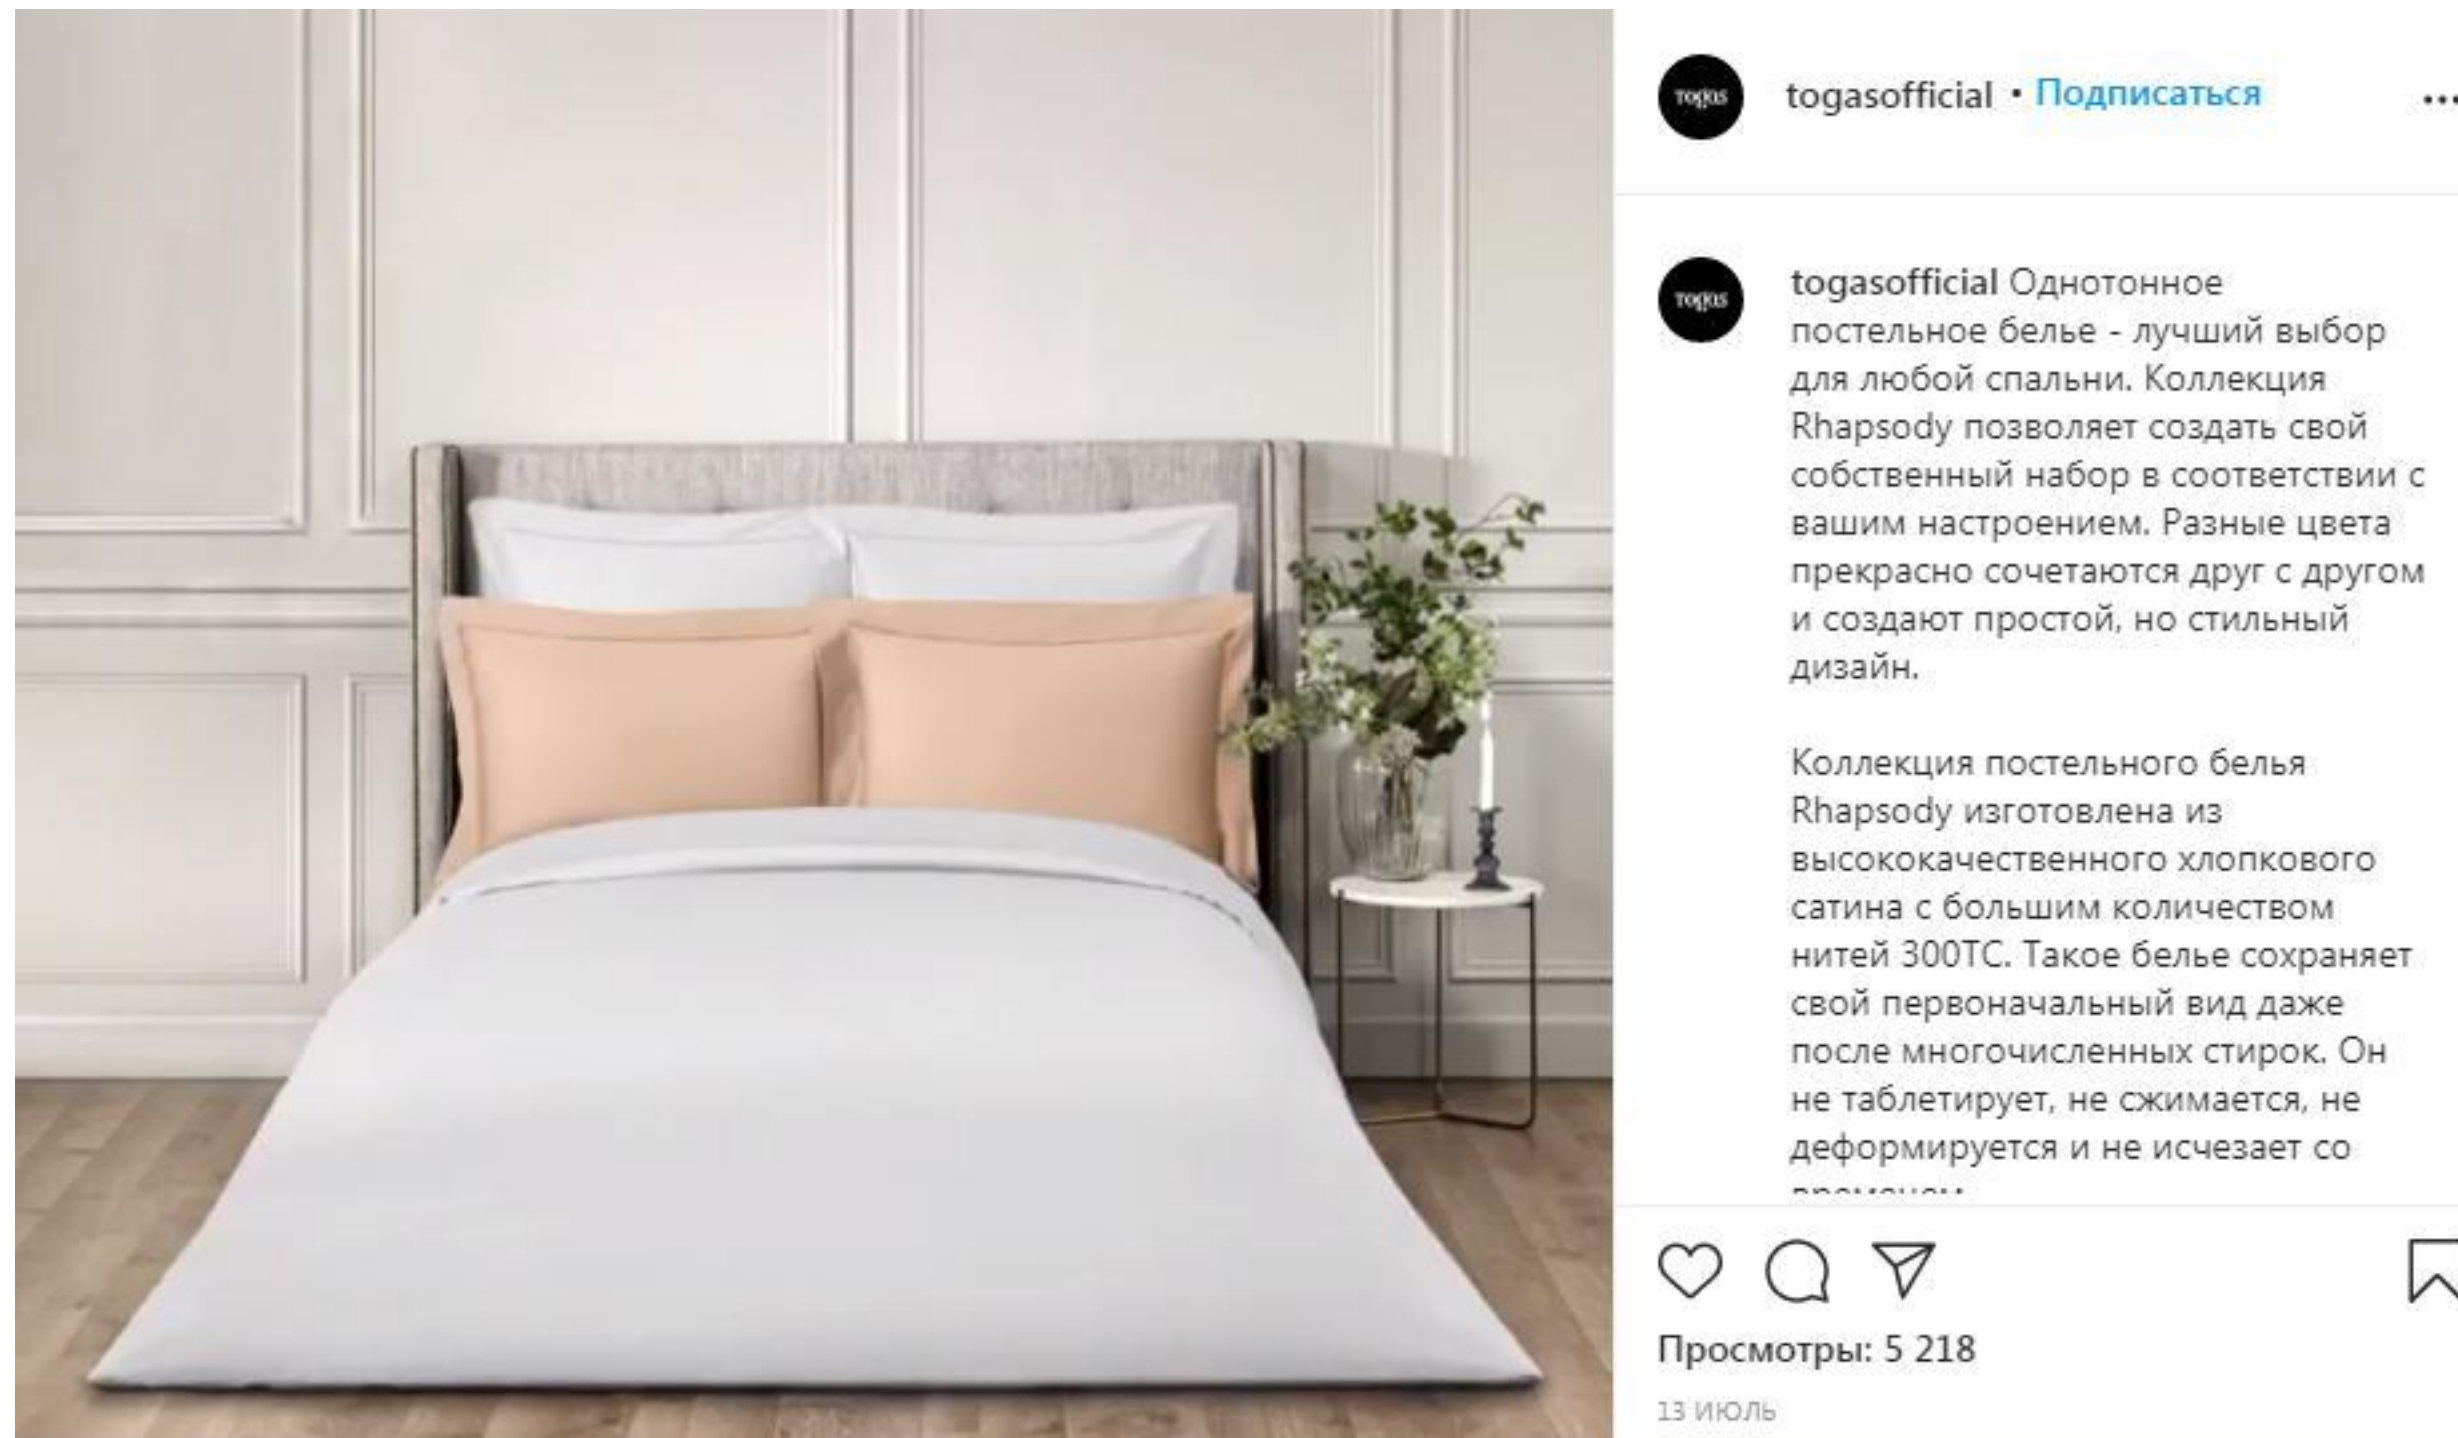 TOGAS
togasofficial • Подписаться
TOGAS
togasofficial Однотонное
постельное белье - лучший выбор
для любой спальни. Коллекция
Rhapsody позволяет создать свой
собственный набор в соответствии с
вашим настроением. Разные цвета
прекрасно сочетаются друг с другом
и создают простой, но стильный
дизайн.
Коллекция постельного белья
Rhapsody изготовлена из
высококачественного хлопкового
сатина с большим количеством
нитей 300TC. Такое белье сохраняет
свой первоначальный вид даже
после многочисленных стирок. Он
не таблетирует, не сжимается, не
деформируется и не исчезает со
Просмотры: 5 218
13 ИЮЛЬ